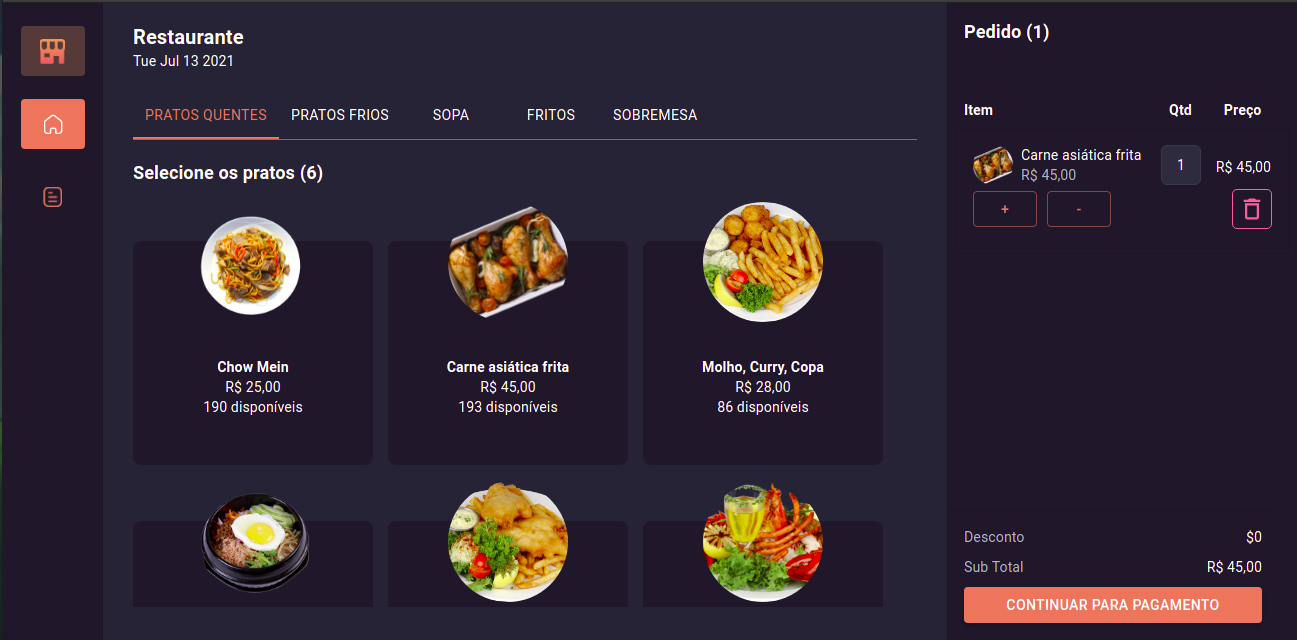 Restaurante
Tue Jul 13 2021
PRATOS QUENTES PRATOS FRIOS SOPA FRITOS SOBREMESA
Selecione os pratos (6)
Chow Mein
R$ 25,00
190 disponíveis
Carne asiática frita
R$ 45,00
193 disponíveis
Molho, Curry, Copa
R$ 28,00
86 disponíveis
Pedido (1)
Item Qtd Preço
Carne asiática frita
R$ 45,00
1
R$ 45,00
+ -
Desconto $0
Sub Total R$ 45,00
CONTINUAR PARA PAGAMENTO